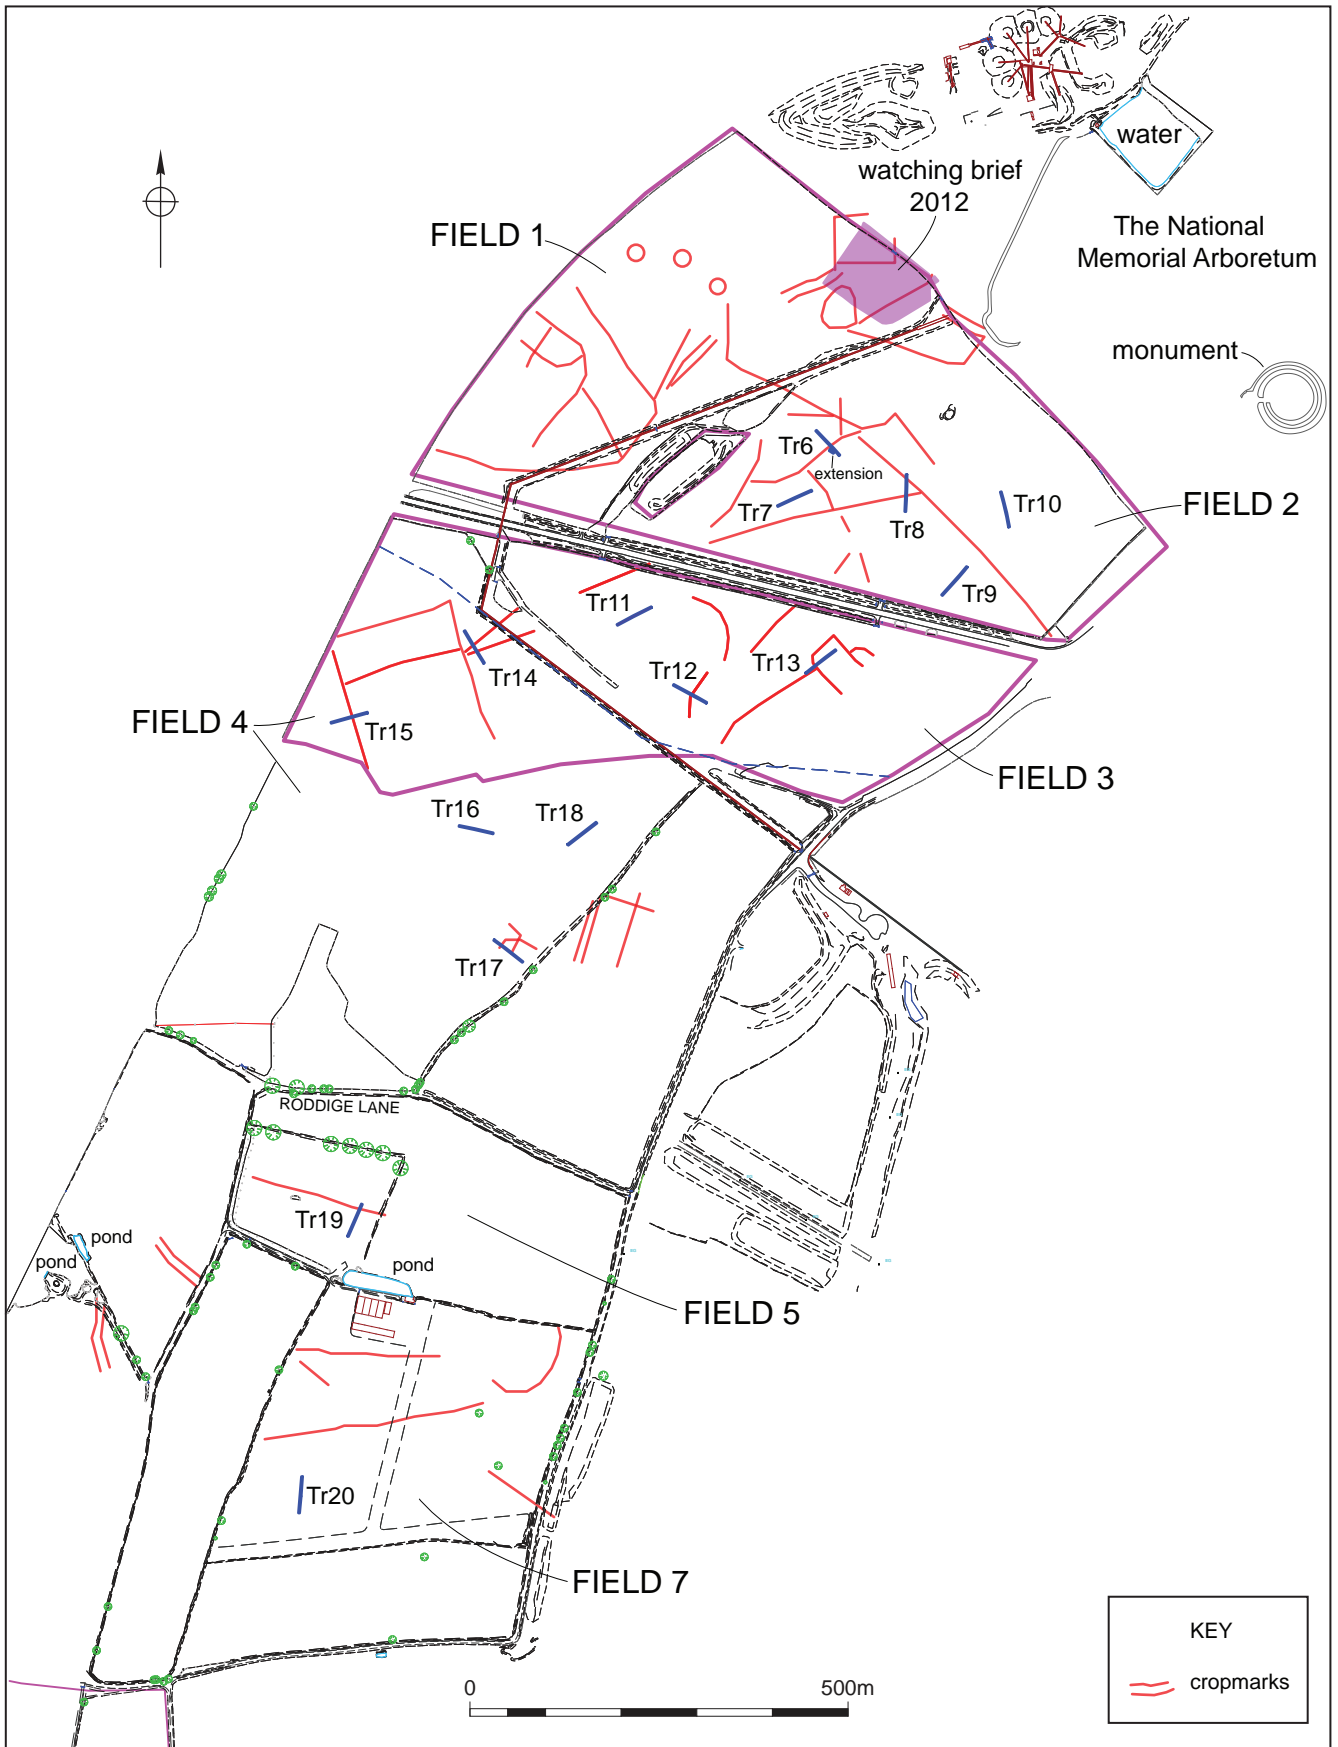 water
watching brief
2012
The National
Memorial Arboretum
FIELD 1
monument
Tr6
extension
Tr7
Tr8
Tr10
FIELD 2
Tr9
Tr11
Tr12
Tr13
Tr14
Tr15
FIELD 4
FIELD 3
Tr16
Tr18
Tr17
RODDIGE LANE
Tr19
pond
pond
pond
FIELD 5
Tr20
FIELD 7
KEY
cropmarks
0 500m